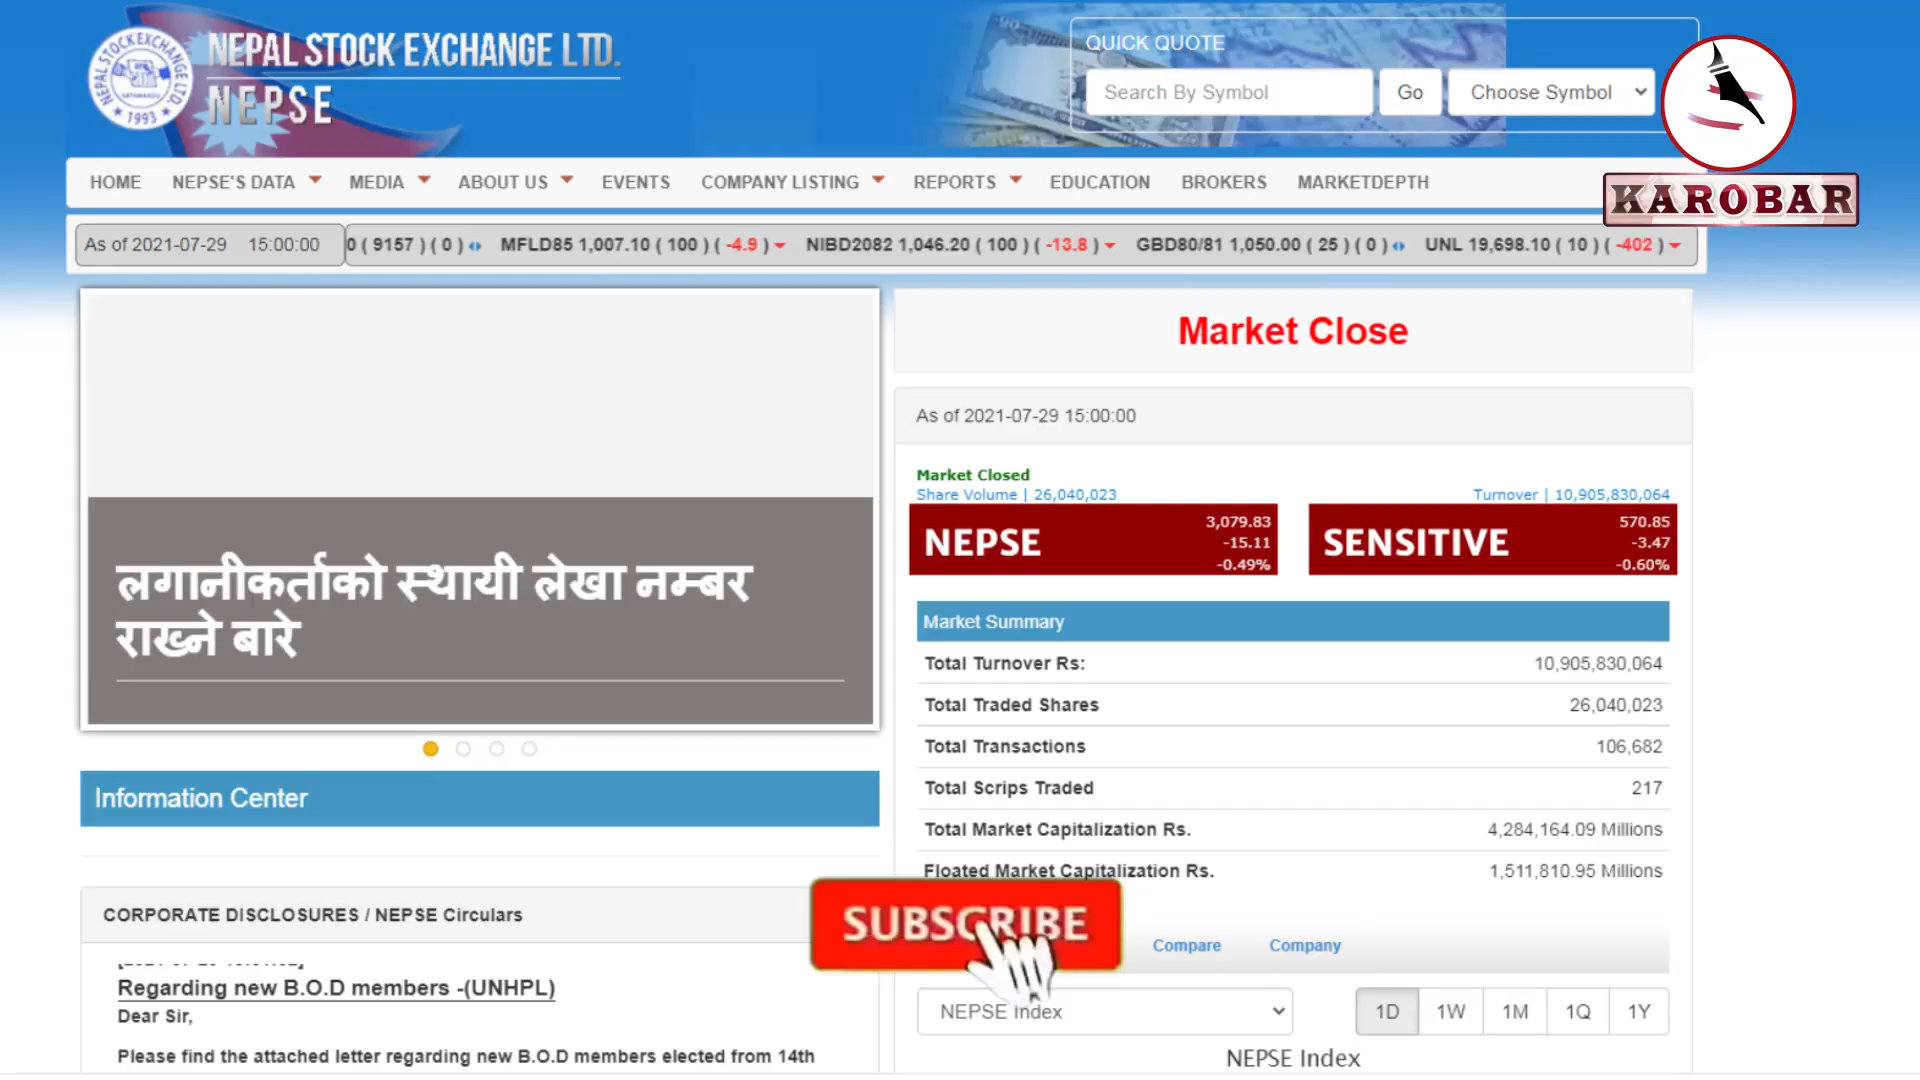 NEPAL STOCK EXCHANGE LTD.
NEPSE
NEPAL STOCK EXCHANGE LTD.
1993
QUICK QUOTE
Search By Symbol
Go
Choose Symbol
KAROBAR
HOME NEPSE'S DATA MEDIA ABOUT US EVENTS COMPANY LISTING REPORTS EDUCATION BROKERS MARKETDEPTH
As of 2021-07-29 15:00:00
0 ( 9157 ) ( 0 ) MFLD85 1,007.10 ( 100 ) ( -4.9 ) NIBD2082 1,046.20 ( 100 ) ( -13.8 ) GBD80/81 1,050.00 ( 25 ) ( 0 ) UNL 19,698.10 ( 10 ) ( -402 )
लगानीकर्ताको स्थायी लेखा नम्बर
राख्ने बारे
Information Center
CORPORATE DISCLOSURES / NEPSE Circulars
Regarding new B.O.D members -(UNHPL)
Dear Sir,
Please find the attached letter regarding new B.O.D members elected from 14th
Market Close
As of 2021-07-29 15:00:00
Market Closed
Share Volume | 26,040,023
Turnover | 10,905,830,064
NEPSE
3,079.83
-15.11
-0.49%
SENSITIVE
570.85
-3.47
-0.60%
Market Summary
Total Turnover Rs: 10,905,830,064
Total Traded Shares 26,040,023
Total Transactions 106,682
Total Scrips Traded 217
Total Market Capitalization Rs. 4,284,164.09 Millions
Floated Market Capitalization Rs. 1,511,810.95 Millions
SUBSCRIBE
Compare Company
NEPSE Index
1D 1W 1M 1Q 1Y
NEPSE Index